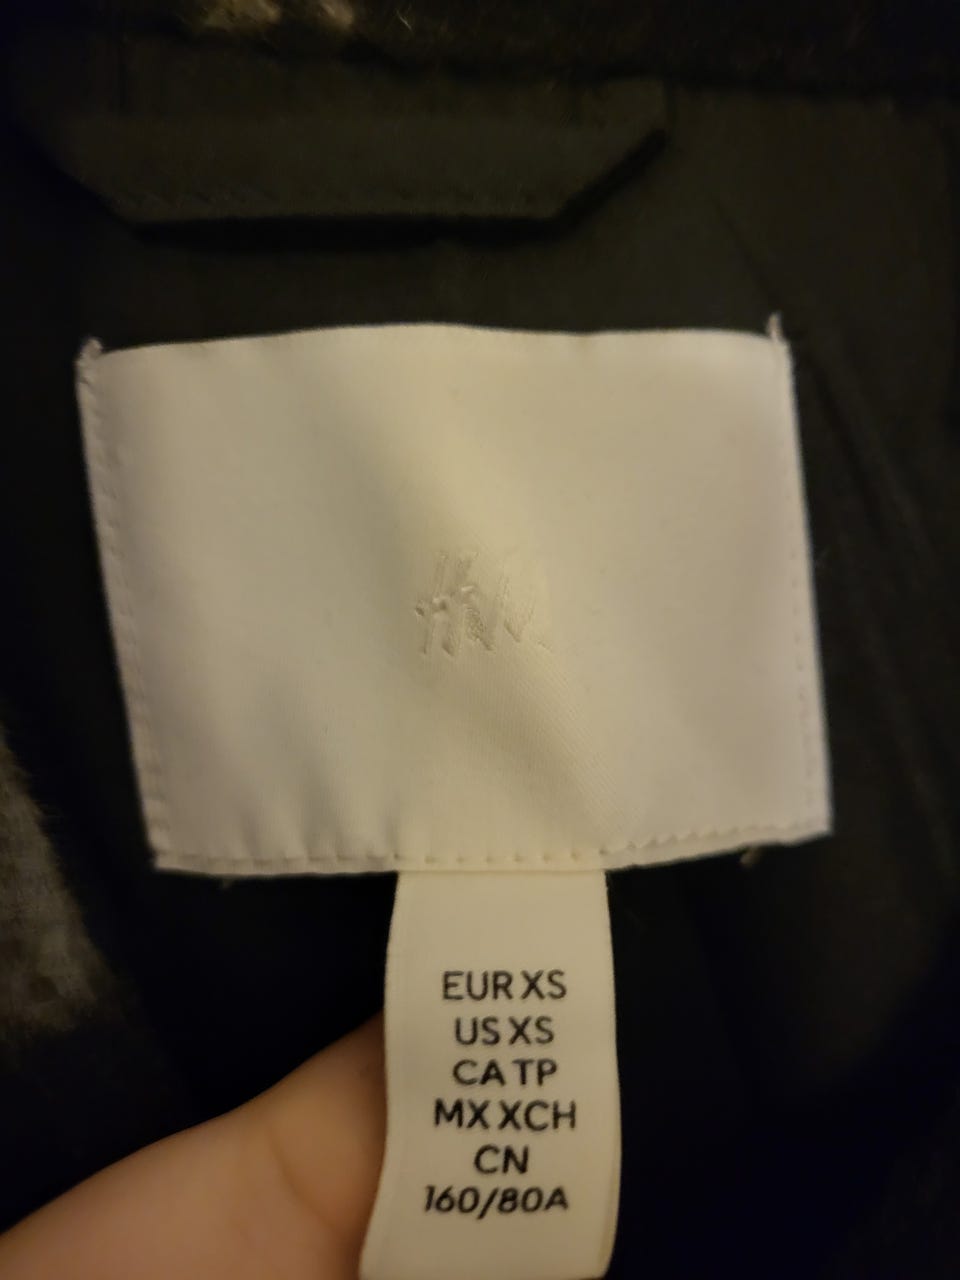 EUR XS
US XS
CA TP
MX XCH
CN
160/80A